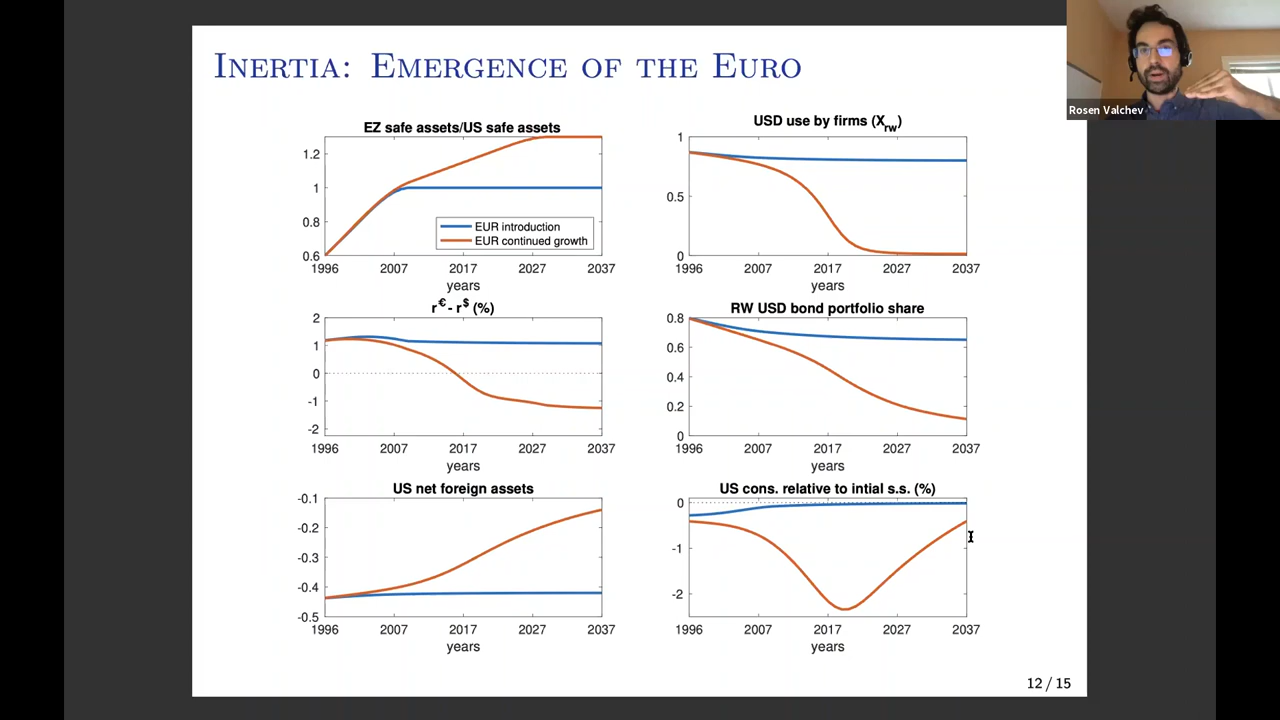 INERTIA: EMERGENCE OF THE EURO
Rosen Valchev
EZ safe assets/US safe assets
1.2
1
0.8
0.6
EUR introduction
EUR continued growth
1996 2007 2017 2027 2037
years
USD use by firms (Xrw)
1
0.5
0
1996 2007 2017 2027 2037
years
r€ - r$ (%)
2
1
0
-1
-2
1996 2007 2017 2027 2037
years
RW USD bond portfolio share
0.8
0.6
0.4
0.2
0
1996 2007 2017 2027 2037
years
US net foreign assets
-0.1
-0.2
-0.3
-0.4
-0.5
1996 2007 2017 2027 2037
years
US cons. relative to intial s.s. (%)
0
-1
-2
1996 2007 2017 2027 2037
years
12 / 15